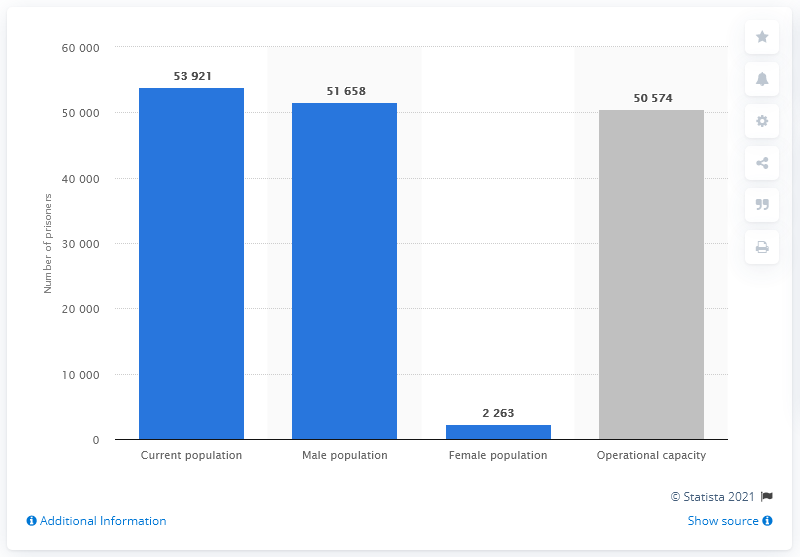 60 000
50 000
40 000
30 000
20 000
10 000
0
Number of prisoners
53 921
51 658
2 263
50 574
Current population
Male population
Female population
Operational capacity
© Statista 2021
Additional Information
Show source